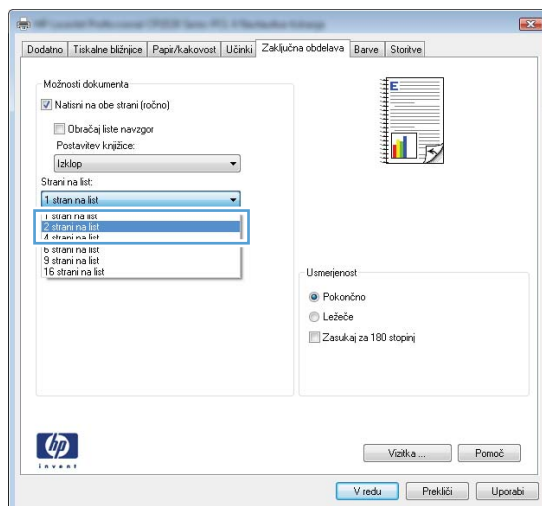 Dodatno Tiskalne bližnjice Papir/kakovost Učinki Zaključna obdelava Barve Storitve
Možnosti dokumenta
Natisni na obe strani (ročno)
Obračaj liste navzgor
Postavitev knjižice:
Izklop
Strani na list:
1 stran na list
1 stran na list
2 strani na list
4 strani na list
6 strani na list
9 strani na list
16 strani na list
E
Usmerjenost
Pokončno
Ležeče
Zasukaj za 180 stopinj
hp
invent
Vizitka ... Pomoč
V redu Prekliči Uporabi